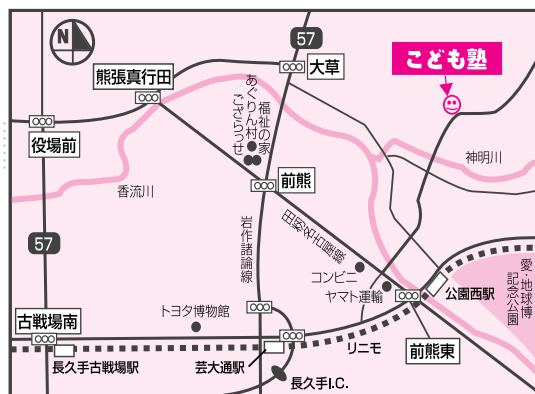 N
57
大草
こども塾
熊張真行田
あぐりん村
ござらっせ
福祉の家
役場前
神明川
前熊
香流川
57
岩作諸輪線
田籾名古屋線
コンビニ
ヤマト運輸
公園西駅
愛・地球博
記念公園
トヨタ博物館
古戦場南
リニモ
前熊東
長久手古戦場駅
芸大通駅
長久手I.C.